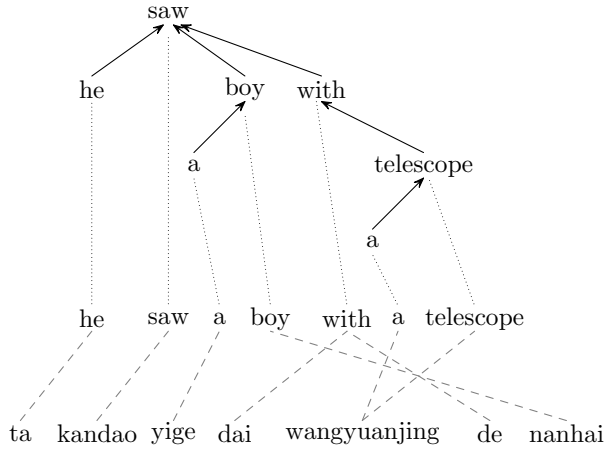 saw
he boy with
a telescope
a
he saw a boy with a telescope
ta kandao yige dai wangyuanjing de nanhai